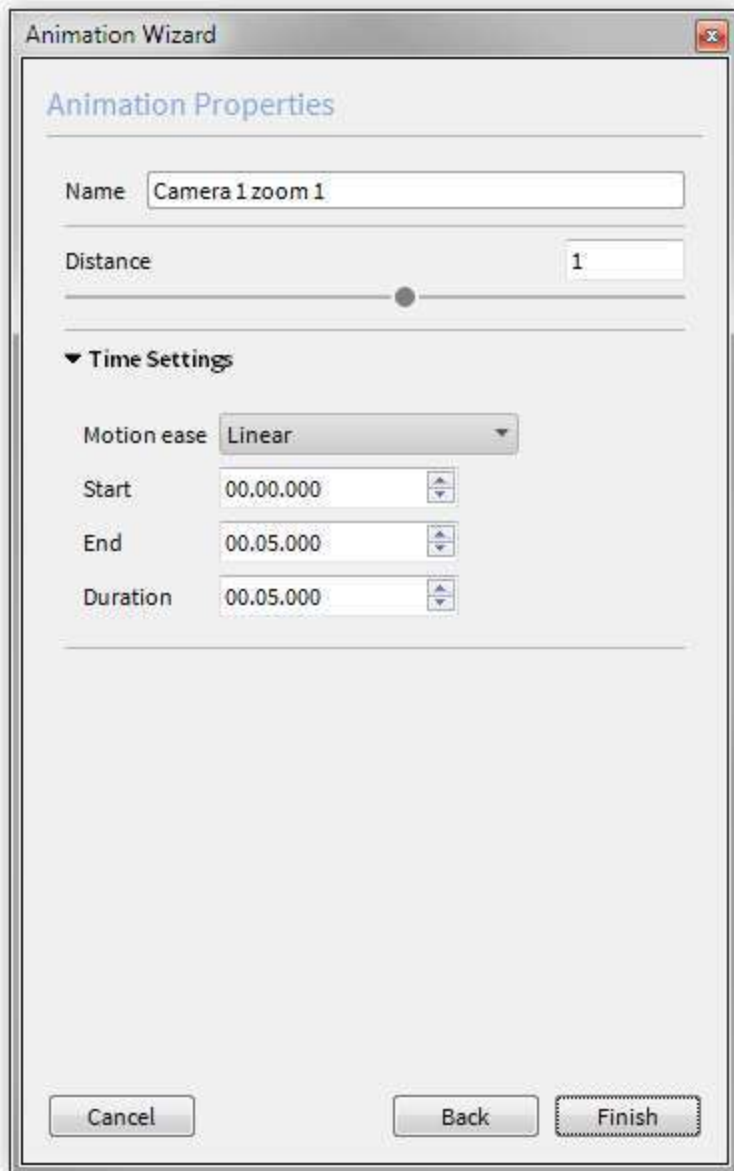 Animation Wizard
Animation Properties
Name Camera 1 zoom 1
Distance 1
Time Settings
Motion ease Linear
Start 00.00.000
End 00.05.000
Duration 00.05.000
Cancel Back Finish